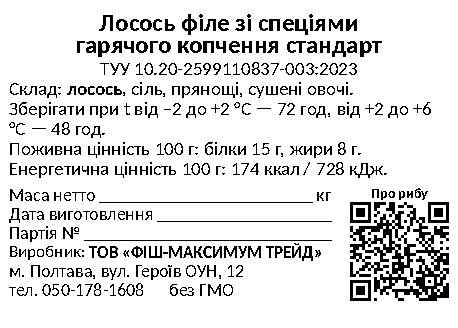 Лосось філе зі спеціями
гарячого копчення стандарт
ТУУ 10.20-2599110837-003:2023
Склад: лосось, сіль, прянощі, сушені овочі.
Зберігати при t від –2 до +2 °С — 72 год, від +2 до +6
°С — 48 год.
Поживна цінність 100 г: білки 15 г, жири 8 г.
Енергетична цінність 100 г: 174 ккал / 728 кДж.
Маса нетто ____________________ кг
Про рибу
Дата виготовлення ____________________
Партія № ____________________
Виробник: ТОВ «ФІШ-МАКСИМУМ ТРЕЙД»
м. Полтава, вул. Героїв ОУН, 12
тел. 050-178-1608 без ГМО